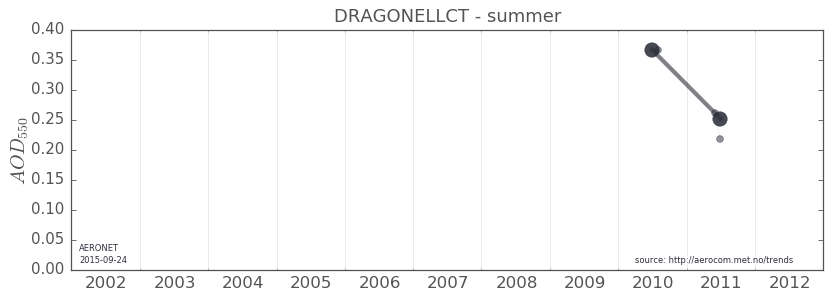 DRAGONELLCT - summer
0.40
0.35
0.30
0.25
0.20
0.15
0.10
0.05
0.00
AOD550
AERONET
2015-09-24
source: http://aerocom.met.no/trends
2002 2003 2004 2005 2006 2007 2008 2009 2010 2011 2012